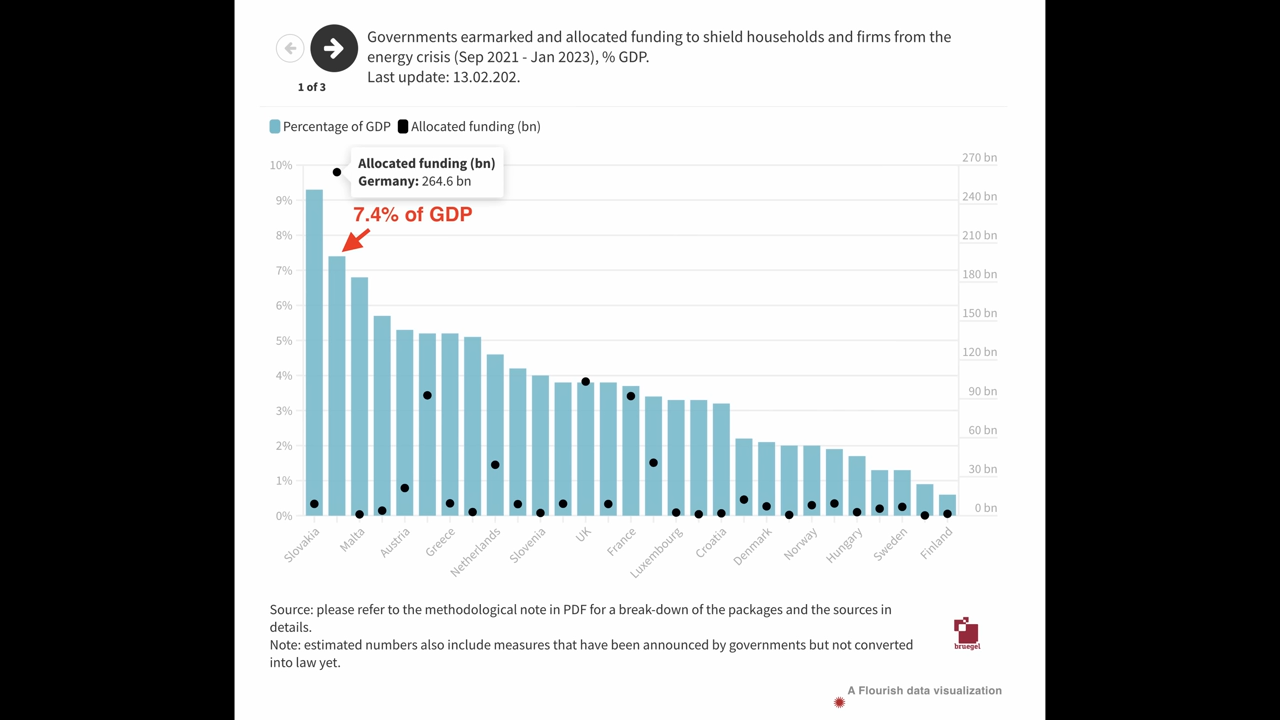 Governments earmarked and allocated funding to shield households and firms from the
energy crisis (Sep 2021 - Jan 2023), % GDP.
Last update: 13.02.202.
1 of 3
Percentage of GDP
Allocated funding (bn)
Allocated funding (bn)
Germany: 264.6 bn
7.4% of GDP
10%
9%
8%
7%
6%
5%
4%
3%
2%
1%
0%
270 bn
240 bn
210 bn
180 bn
150 bn
120 bn
90 bn
60 bn
30 bn
0 bn
Slovakia
Malta
Austria
Greece
Netherlands
Slovenia
UK
France
Luxembourg
Croatia
Denmark
Norway
Hungary
Sweden
Finland
Source: please refer to the methodological note in PDF for a break-down of the packages and the sources in
details.
Note: estimated numbers also include measures that have been announced by governments but not converted
into law yet.
bruegel
A Flourish data visualization